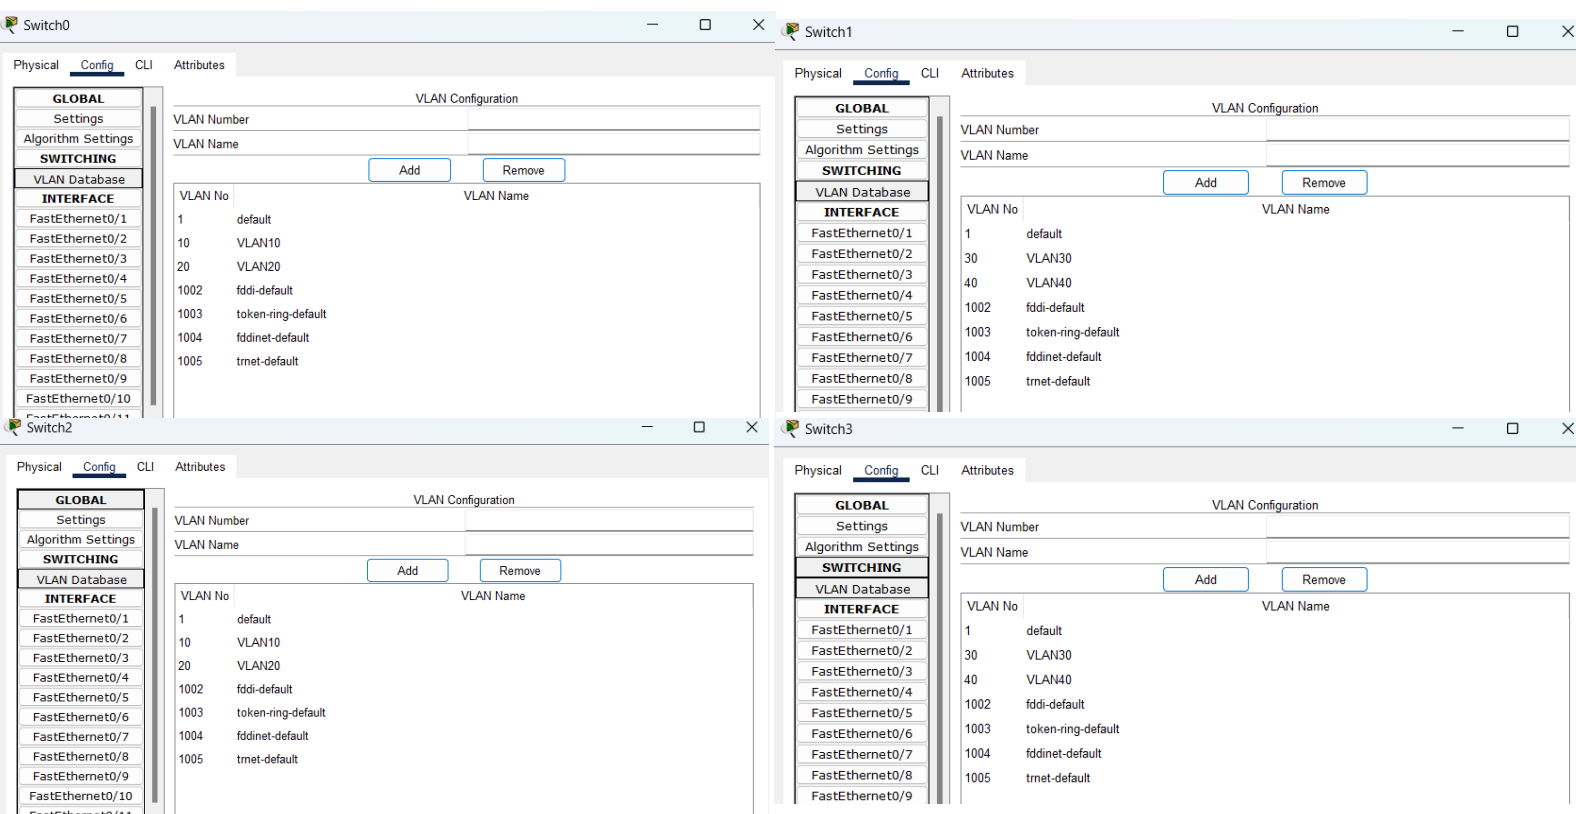 Switch0
Physical Config CLI Attributes
GLOBAL
Settings
Algorithm Settings
SWITCHING
VLAN Database
INTERFACE
FastEthernet0/1
FastEthernet0/2
FastEthernet0/3
FastEthernet0/4
FastEthernet0/5
FastEthernet0/6
FastEthernet0/7
FastEthernet0/8
FastEthernet0/9
FastEthernet0/10
FastEthernet0/11
VLAN Configuration
VLAN Number
VLAN Name
Add Remove
VLAN No VLAN Name
1 default
10 VLAN10
20 VLAN20
1002 fddi-default
1003 token-ring-default
1004 fddinet-default
1005 trnet-default
Switch1
Physical Config CLI Attributes
GLOBAL
Settings
Algorithm Settings
SWITCHING
VLAN Database
INTERFACE
FastEthernet0/1
FastEthernet0/2
FastEthernet0/3
FastEthernet0/4
FastEthernet0/5
FastEthernet0/6
FastEthernet0/7
FastEthernet0/8
FastEthernet0/9
VLAN Configuration
VLAN Number
VLAN Name
Add Remove
VLAN No VLAN Name
1 default
30 VLAN30
40 VLAN40
1002 fddi-default
1003 token-ring-default
1004 fddinet-default
1005 trnet-default
Switch2
Physical Config CLI Attributes
GLOBAL
Settings
Algorithm Settings
SWITCHING
VLAN Database
INTERFACE
FastEthernet0/1
FastEthernet0/2
FastEthernet0/3
FastEthernet0/4
FastEthernet0/5
FastEthernet0/6
FastEthernet0/7
FastEthernet0/8
FastEthernet0/9
FastEthernet0/10
FastEthernet0/11
VLAN Configuration
VLAN Number
VLAN Name
Add Remove
VLAN No VLAN Name
1 default
10 VLAN10
20 VLAN20
1002 fddi-default
1003 token-ring-default
1004 fddinet-default
1005 trnet-default
Switch3
Physical Config CLI Attributes
GLOBAL
Settings
Algorithm Settings
SWITCHING
VLAN Database
INTERFACE
FastEthernet0/1
FastEthernet0/2
FastEthernet0/3
FastEthernet0/4
FastEthernet0/5
FastEthernet0/6
FastEthernet0/7
FastEthernet0/8
FastEthernet0/9
VLAN Configuration
VLAN Number
VLAN Name
Add Remove
VLAN No VLAN Name
1 default
30 VLAN30
40 VLAN40
1002 fddi-default
1003 token-ring-default
1004 fddinet-default
1005 trnet-default